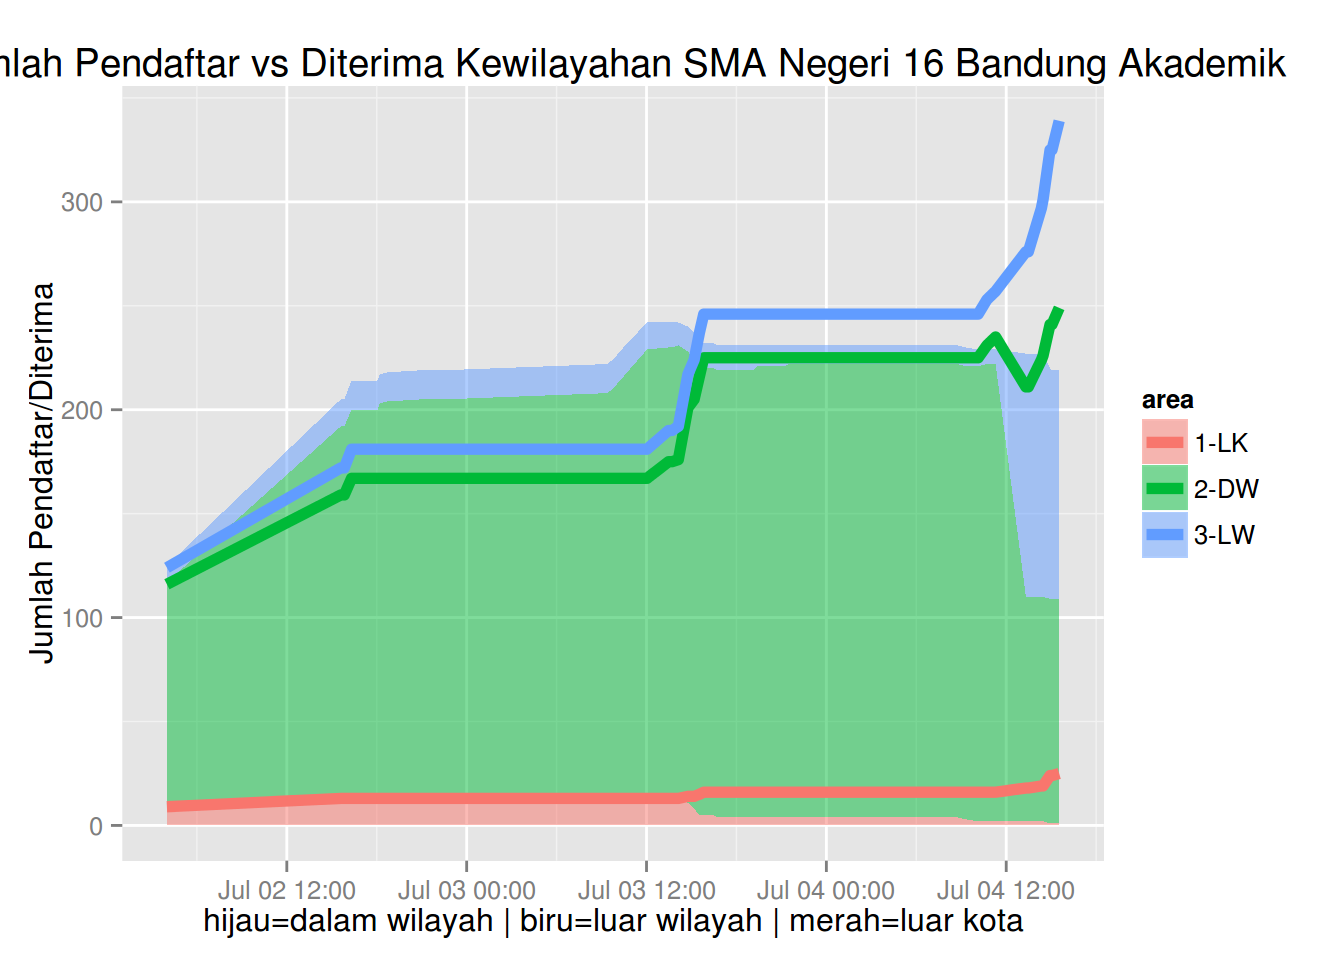 mlah Pendaftar vs Diterima Kewilayahan SMA Negeri 16 Bandung Akademik
Jumlah Pendaftar/Diterima
300
200
100
0
Jul 02 12:00
Jul 03 00:00
Jul 03 12:00
Jul 04 00:00
Jul 04 12:00
hijau=dalam wilayah | biru=luar wilayah | merah=luar kota
area
1-LK
2-DW
3-LW